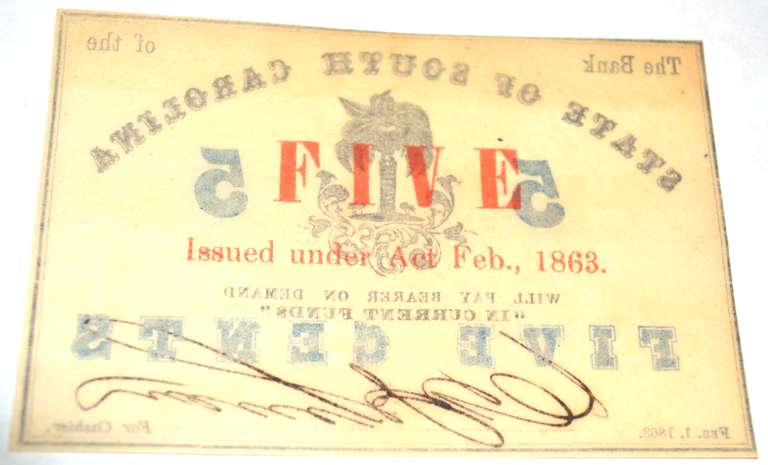 The Bank of the
STATE OF SOUTH CAROLINA
5 FIVE 5
Issued under Act Feb., 1863.
WILL PAY BEARER ON DEMAND
"IN CURRENT FUNDS"
FIVE CENTS
FEB. 1, 1863. For Cashier.